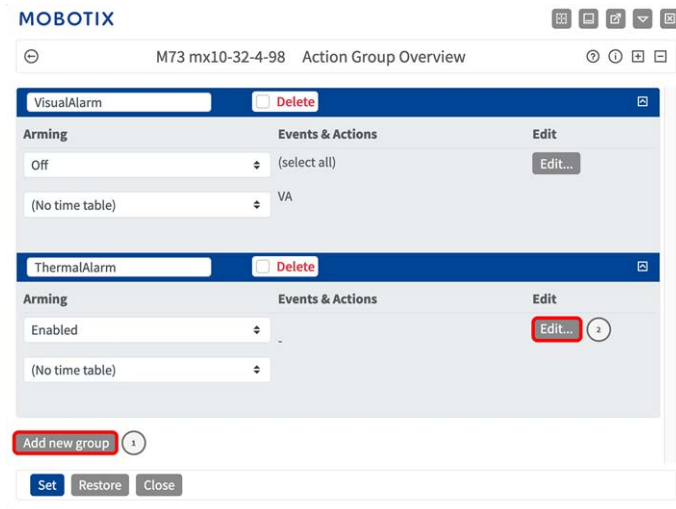 MOBOTIX
M73 mx10-32-4-98 Action Group Overview
VisualAlarm Delete
Arming Events & Actions Edit
Off (select all) Edit...
(No time table) VA
ThermalAlarm Delete
Arming Events & Actions Edit
Enabled - Edit... 2
(No time table)
Add new group 1
Set Restore Close